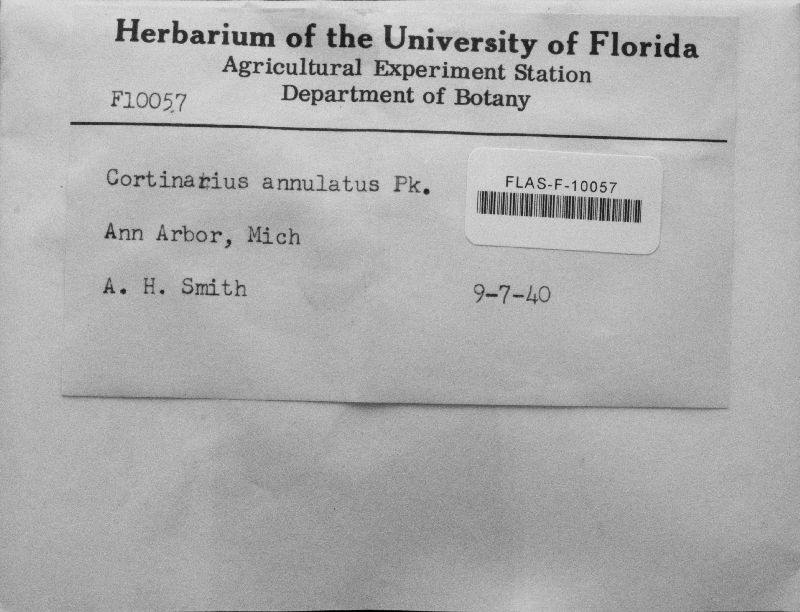 Herbarium of the University of Florida
Agricultural Experiment Station
Department of Botany
F10057
Cortinarius annulatus Pk.
FLAS-F-10057
Ann Arbor, Mich
A. H. Smith 9-7-40